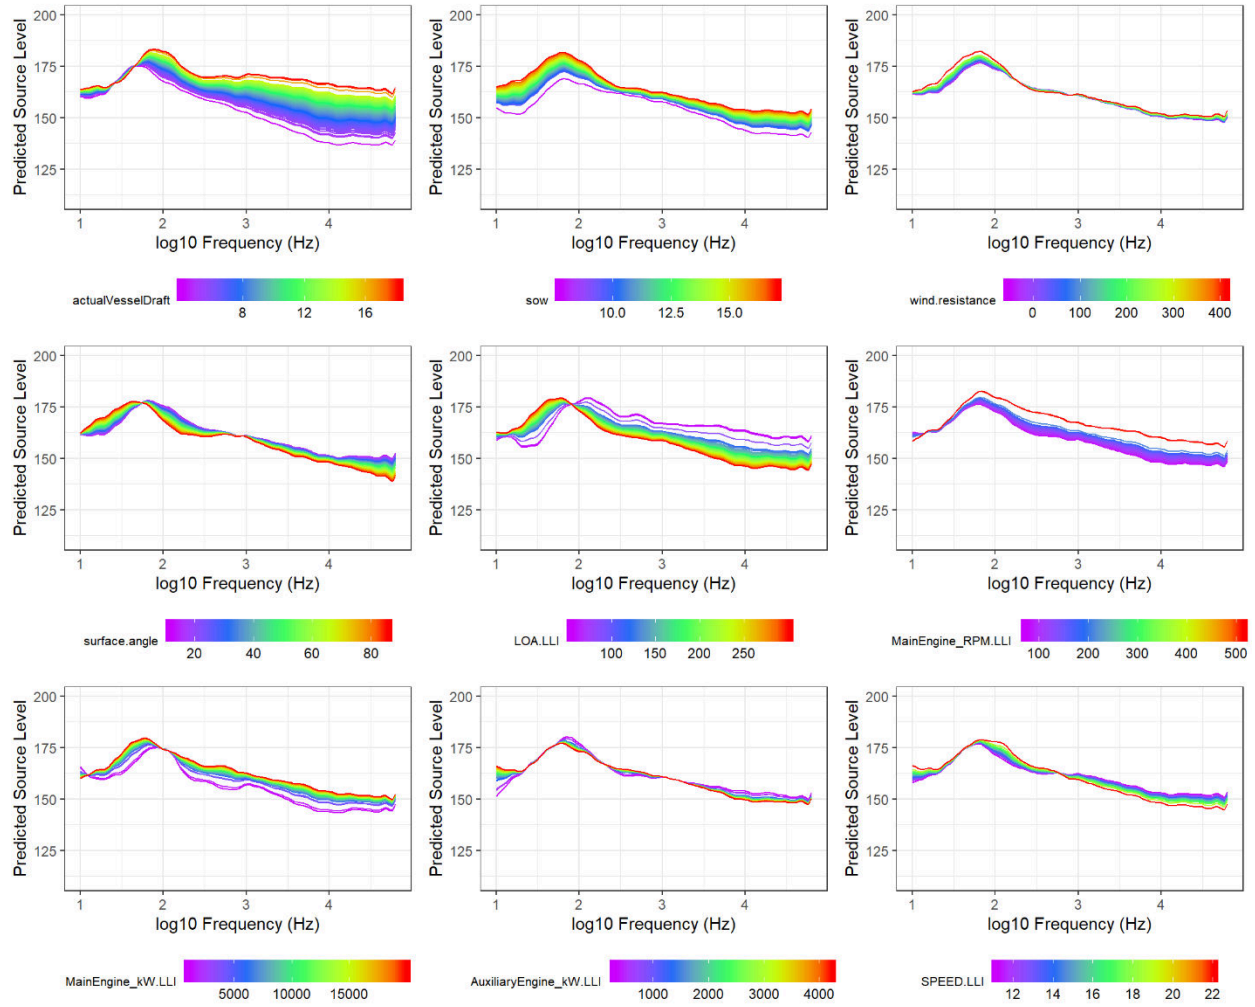 200
175
150
125
Predicted Source Level
1 2 3 4
log10 Frequency (Hz)
actualVesselDraft
8 12 16
200
175
150
125
Predicted Source Level
1 2 3 4
log10 Frequency (Hz)
sow
10.0 12.5 15.0
200
175
150
125
Predicted Source Level
1 2 3 4
log10 Frequency (Hz)
wind.resistance
0 100 200 300 400
200
175
150
125
Predicted Source Level
1 2 3 4
log10 Frequency (Hz)
surface.angle
20 40 60 80
200
175
150
125
Predicted Source Level
1 2 3 4
log10 Frequency (Hz)
LOA.LLI
100 150 200 250
200
175
150
125
Predicted Source Level
1 2 3 4
log10 Frequency (Hz)
MainEngine_RPM.LLI
100 200 300 400 500
200
175
150
125
Predicted Source Level
1 2 3 4
log10 Frequency (Hz)
MainEngine_kW.LLI
5000 10000 15000
200
175
150
125
Predicted Source Level
1 2 3 4
log10 Frequency (Hz)
AuxiliaryEngine_kW.LLI
1000 2000 3000 4000
200
175
150
125
Predicted Source Level
1 2 3 4
log10 Frequency (Hz)
SPEED.LLI
12 14 16 18 20 22